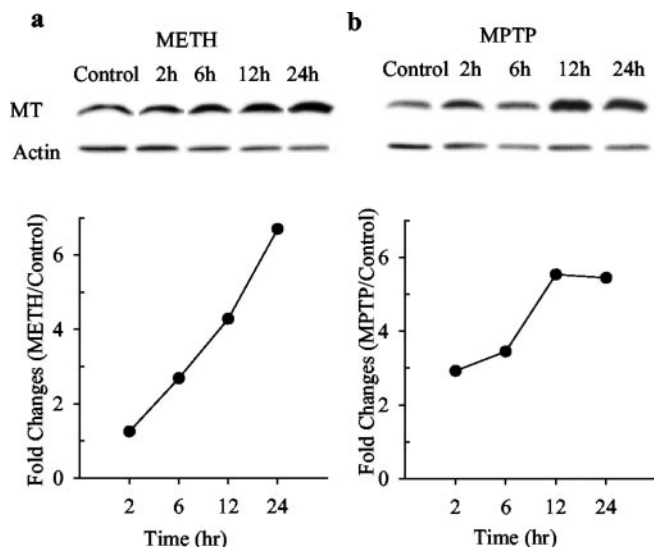 a
METH
Control 2h 6h 12h 24h
MT
Actin
6
4
2
0
Fold Changes (METH/Control)
2 6 12 24
Time (hr)
b
MPTP
Control 2h 6h 12h 24h
6
4
2
0
Fold Changes (MPTP/Control)
2 6 12 24
Time (hr)